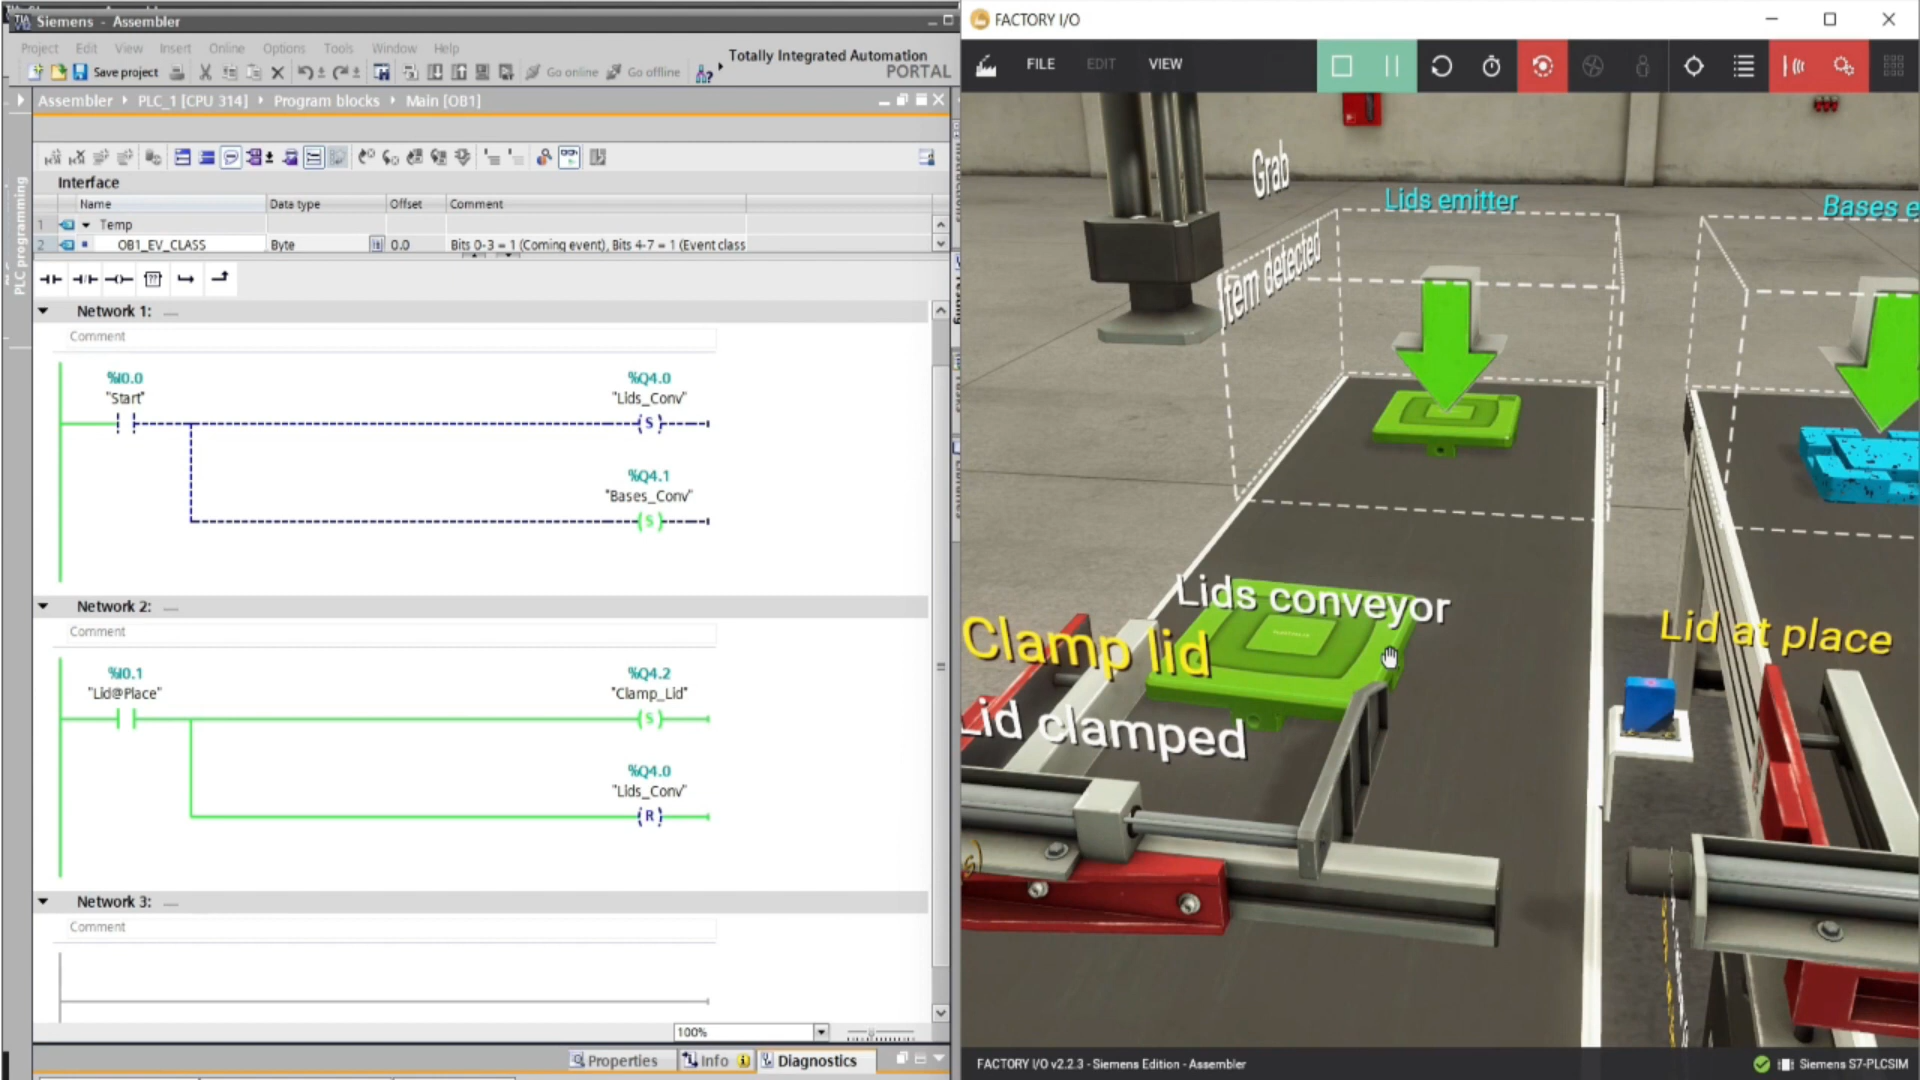 Siemens - Assembler
Project Edit View Insert Online Options Tools Window Help
Totally Integrated Automation
PORTAL
Save project
Go online
Go offline
Assembler
PLC_1 [CPU 314]
Program blocks
Main [OB1]
PLC programming
Interface
Name Data type Offset Comment
1 Temp
2 OB1_EV_CLASS Byte 0.0 Bits 0-3 = 1 (Coming event), Bits 4-7 = 1 (Event class
Network 1:
Comment
%I0.0
"Start"
%Q4.0
"Lids_Conv"
S
%Q4.1
"Bases_Conv"
S
Network 2:
Comment
%I0.1
"Lid@Place"
%Q4.2
"Clamp_Lid"
S
%Q4.0
"Lids_Conv"
R
Network 3:
Comment
100%
Properties
Info
Diagnostics
FACTORY I/O
FILE EDIT VIEW
Grab
Item detected
Lids emitter
Bases e
Lids conveyor
Clamp lid
Lid at place
Lid clamped
FACTORY I/O v2.2.3 - Siemens Edition - Assembler
Siemens S7-PLCSIM